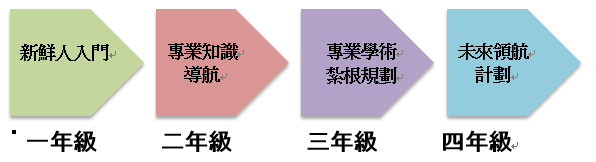 新鮮人入門
專業知識
導航
專業學術
紮根規劃
未來領航
計劃
一年級 二年級 三年級 四年級